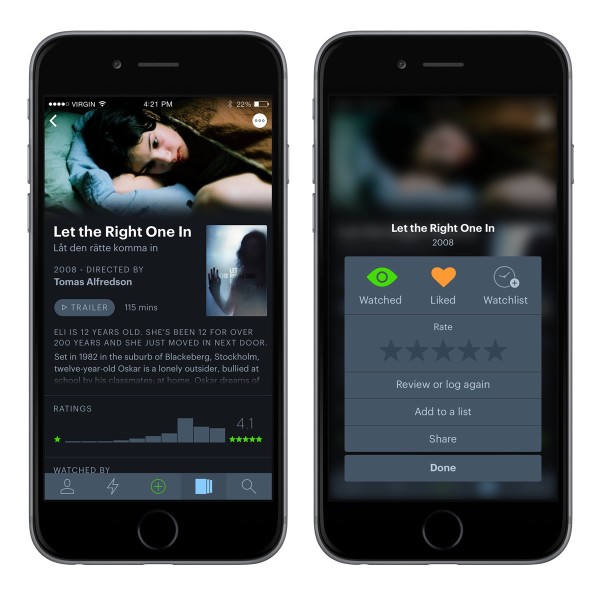 VIRGIN 4:21 PM 22%
Let the Right One In
Låt den rätte komma in
2008 · DIRECTED BY
Tomas Alfredson
TRAILER 115 mins
ELI IS 12 YEARS OLD. SHE'S BEEN 12 FOR OVER
200 YEARS AND SHE JUST MOVED IN NEXT DOOR.
Set in 1982 in the suburb of Blackeberg, Stockholm,
twelve-year-old Oskar is a lonely outsider, bullied at
school by his classmates, at home, Oskar dreams of
RATINGS
4.1
WATCHED BY
Let the Right One In
2008
Watched Liked Watchlist
Rate
Review or log again
Add to a list
Share
Done